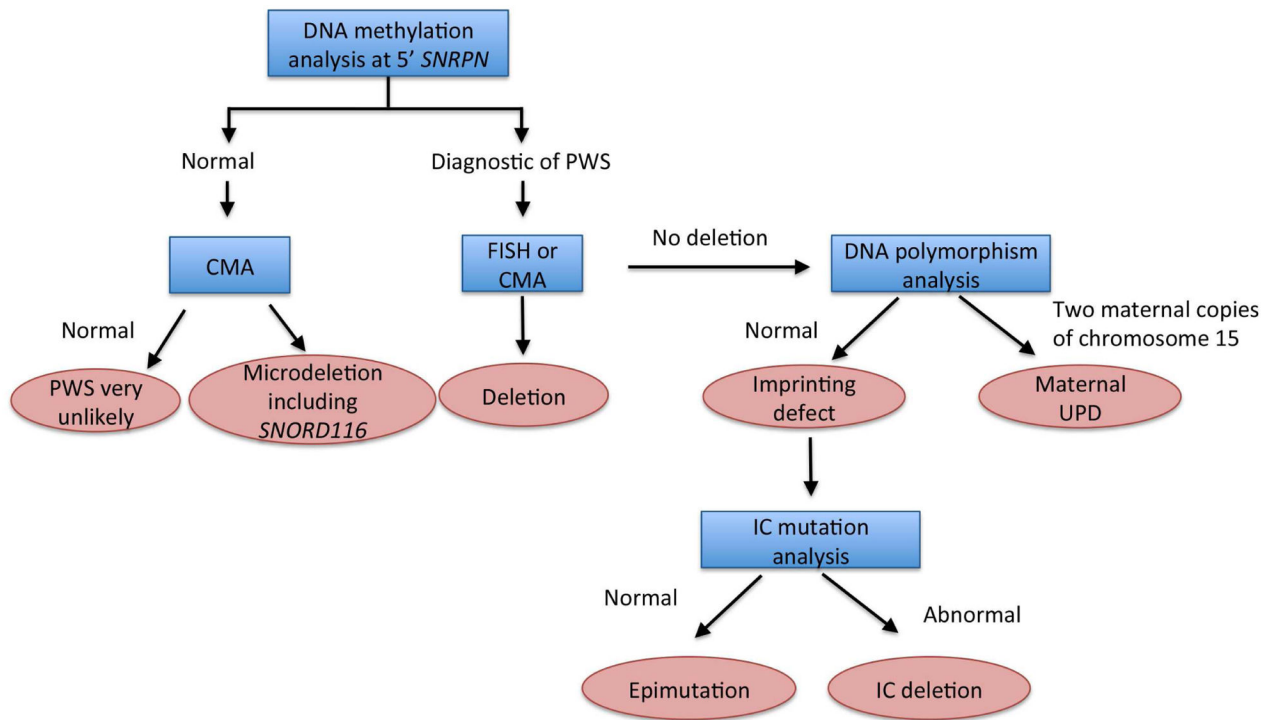 DNA methylation
analysis at 5’ SNRPN
Normal
Diagnostic of PWS
CMA
FISH or
CMA
No deletion
DNA polymorphism
analysis
Normal
Normal
Two maternal copies
of chromosome 15
PWS very
unlikely
Microdeletion
including
SNORD116
Deletion
Imprinting
defect
Maternal
UPD
IC mutation
analysis
Normal
Abnormal
Epimutation
IC deletion